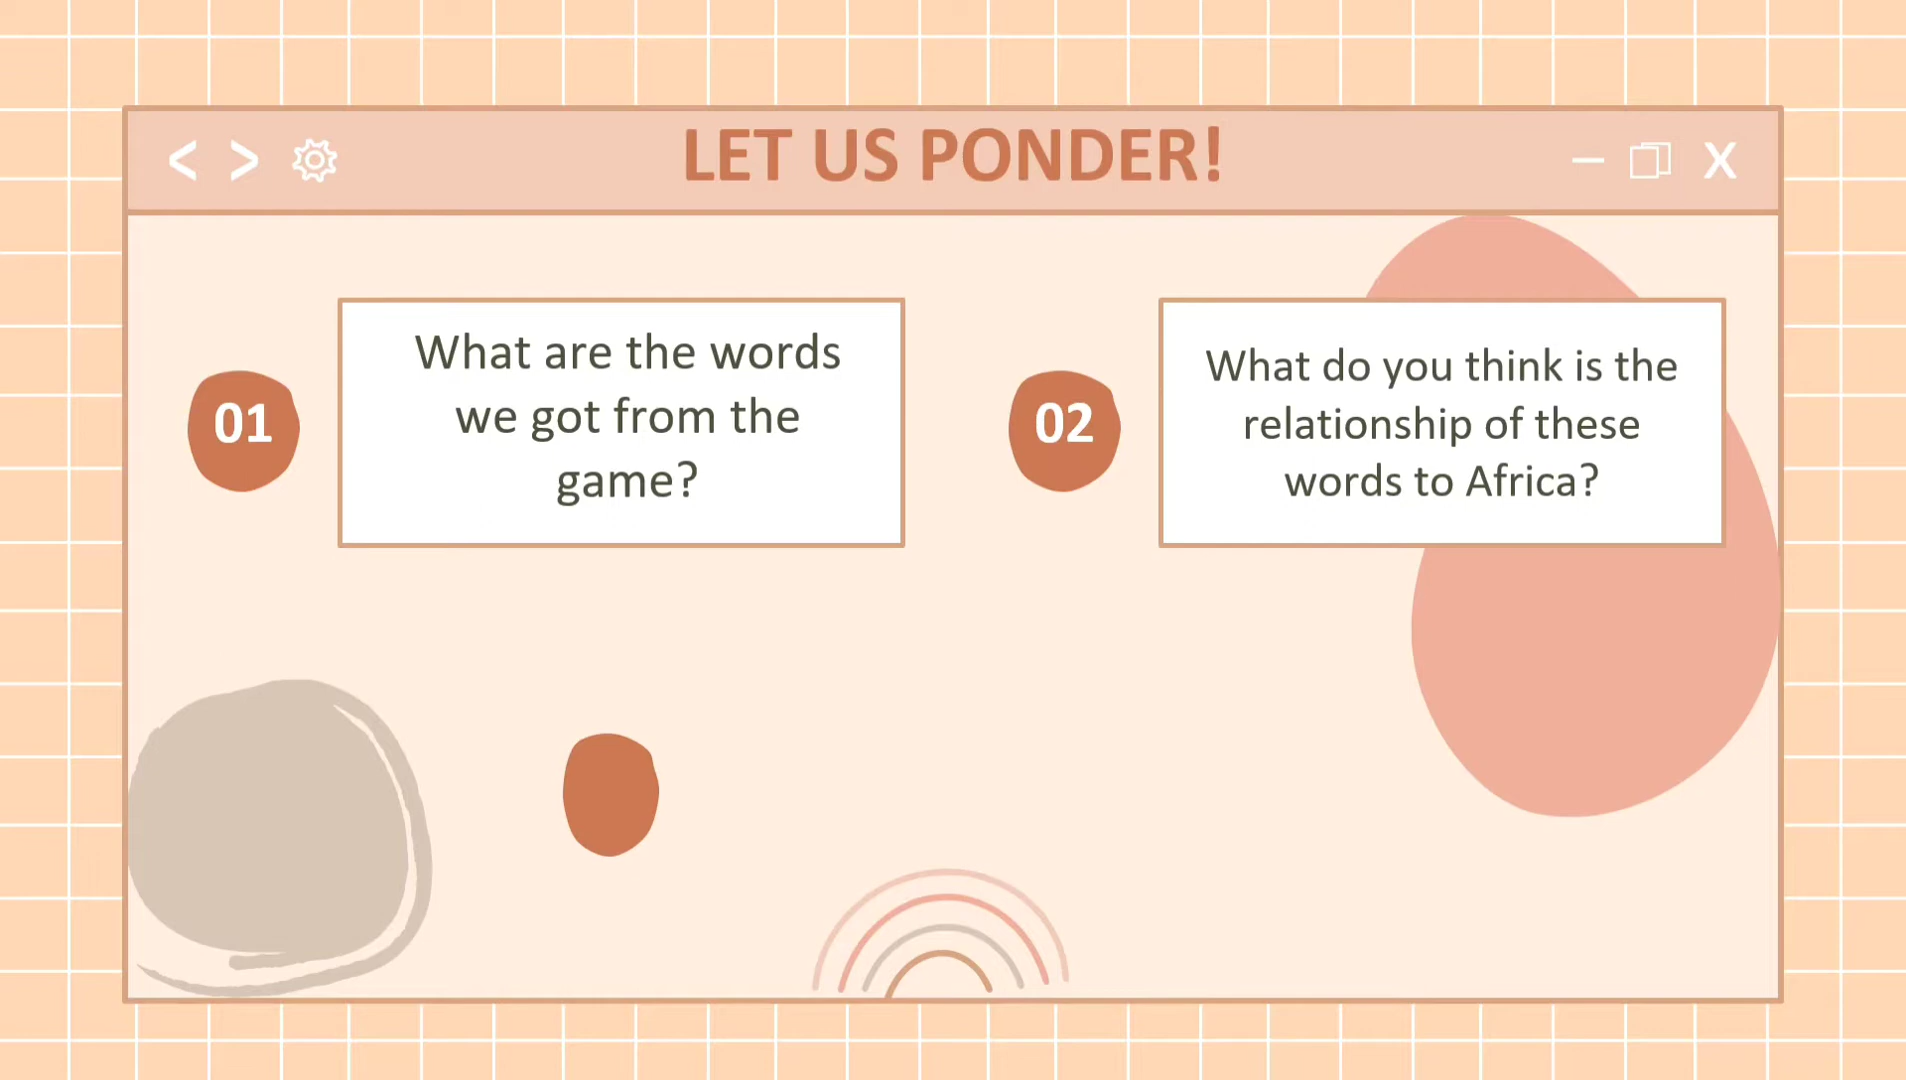 LET US PONDER!
01
What are the words
we got from the
game?
02
What do you think is the
relationship of these
words to Africa?